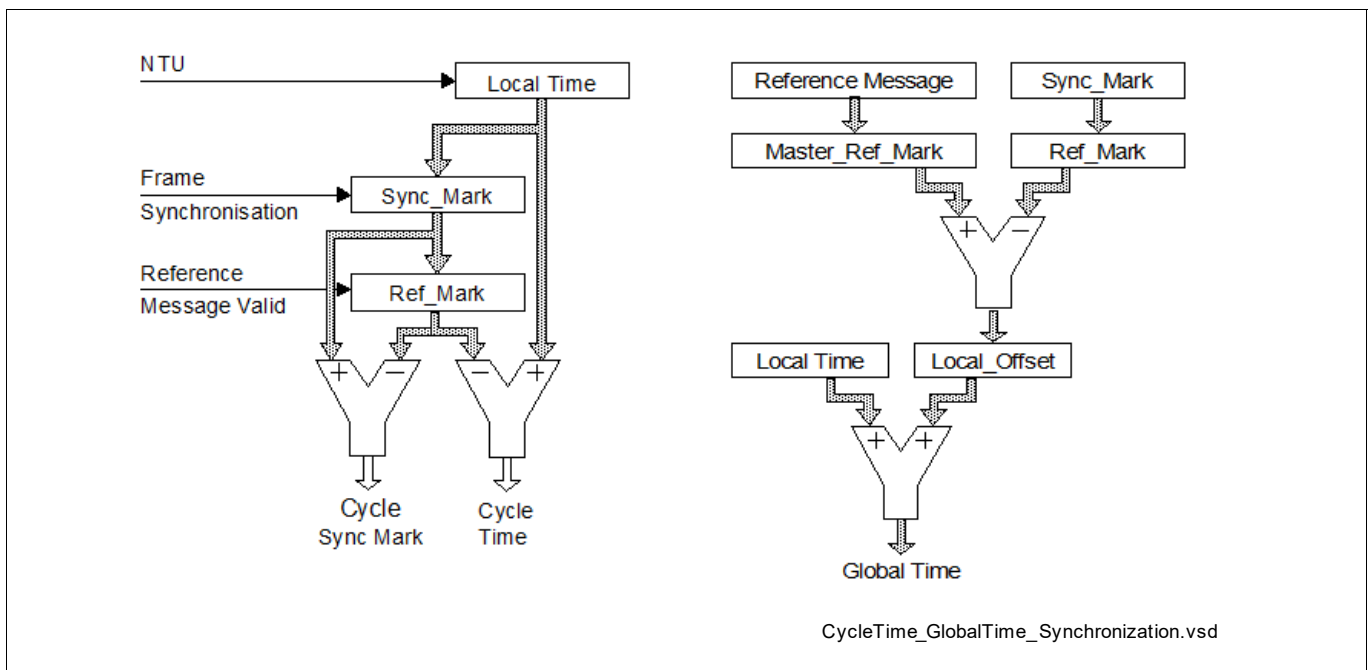 NTU
Local Time
Frame
Synchronisation
Sync_Mark
Reference
Message Valid
Ref_Mark
+ − − +
Cycle
Sync Mark
Cycle
Time
Reference Message
Sync_Mark
Master_Ref_Mark
Ref_Mark
+ −
Local Time
Local_Offset
+ +
Global Time
CycleTime_GlobalTime_Synchronization.vsd